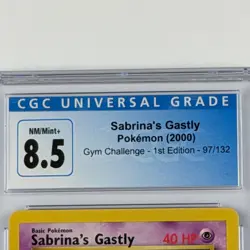 CGC UNIVERSAL GRADE
NM/Mint+
8.5
Sabrina's Gastly
Pokémon (2000)
Gym Challenge - 1st Edition - 97/132
Basic Pokémon
Sabrina's Gastly 40 HP